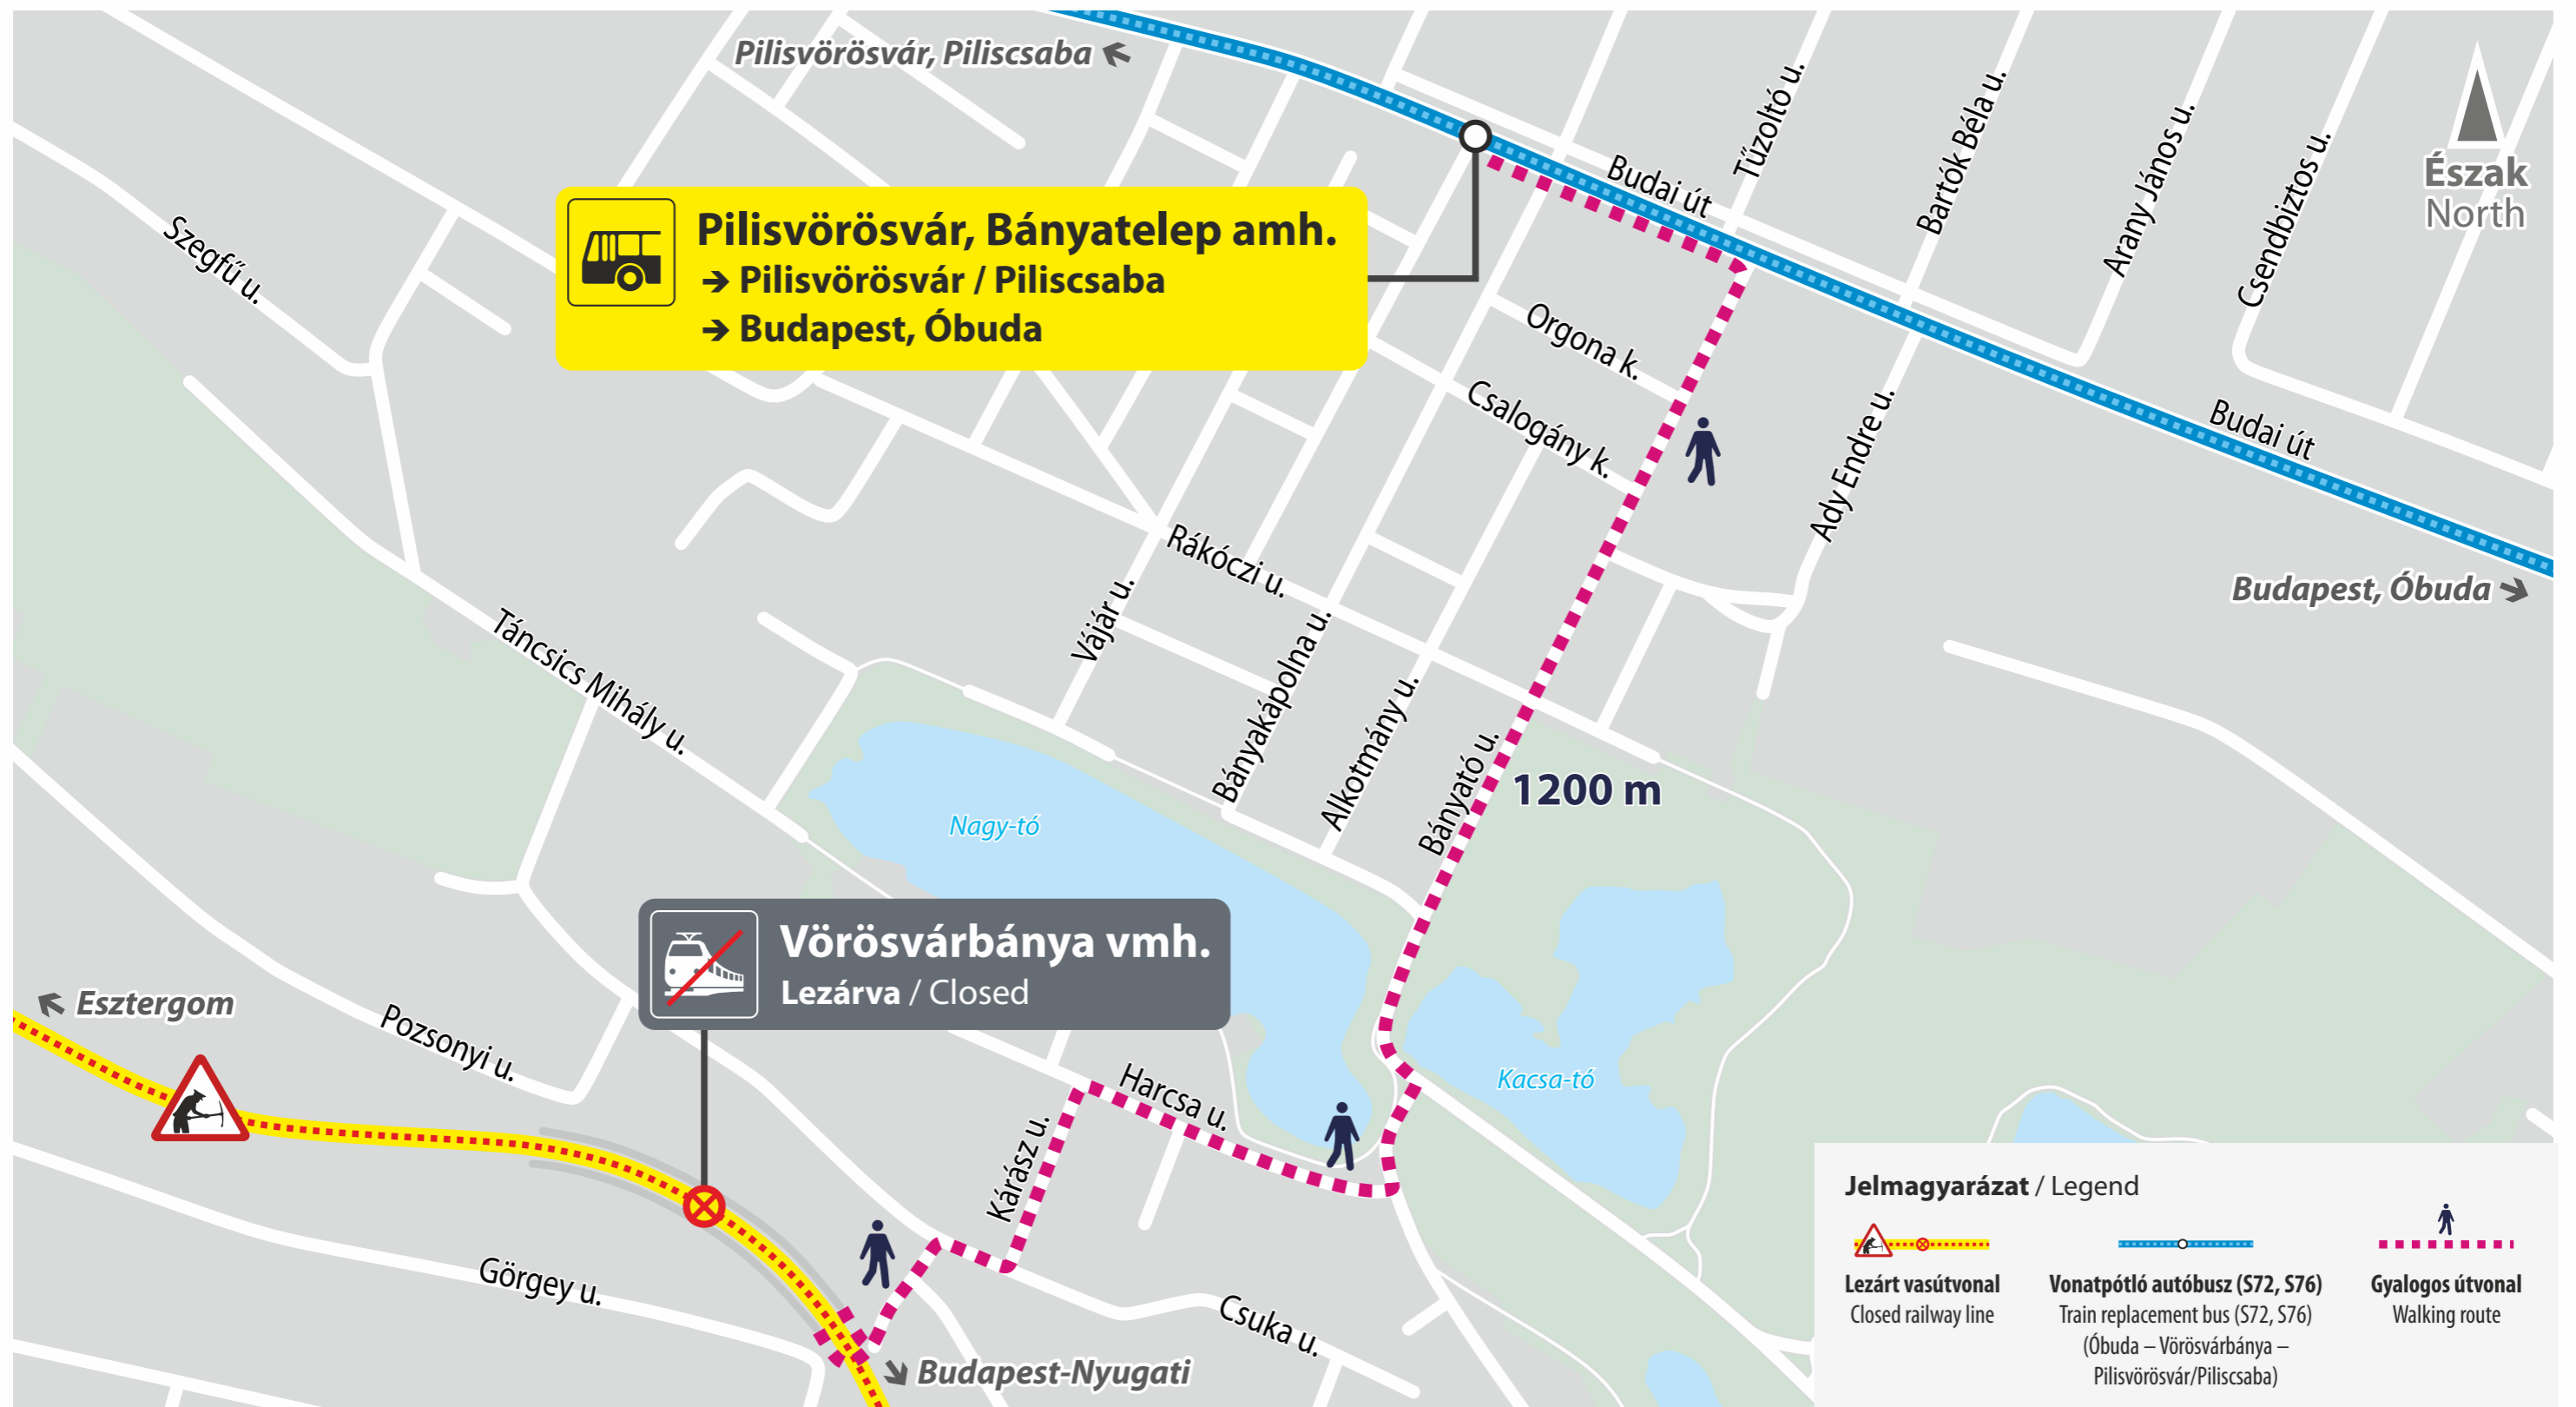 Pilisvörösvár, Piliscsaba
Tűzoltó u.
Bartók Béla u.
Arany János u.
Csendbiztos u.
Észak
North
Budai út
Szegfű u.
Pilisvörösvár, Bányatelep amh.
→ Pilisvörösvár / Piliscsaba
→ Budapest, Óbuda
Orgona k.
Csalogány k.
Ady Endre u.
Budai út
Budapest, Óbuda
Rákóczi u.
Vájár u.
Táncsics Mihály u.
Bányakápolna u.
Alkotmány u.
Bányató u.
1200 m
Nagy-tó
Vörösvárbánya vmh.
Lezárva / Closed
Esztergom
Pozsonyi u.
Harcsa u.
Kacsa-tó
Kárász u.
Görgey u.
Csuka u.
Budapest-Nyugati
Jelmagyarázat / Legend
Lezárt vasútvonal
Closed railway line
Vonatpótló autóbusz (S72, S76)
Train replacement bus (S72, S76)
(Óbuda – Vörösvárbánya –
Pilisvörösvár/Piliscsaba)
Gyalogos útvonal
Walking route